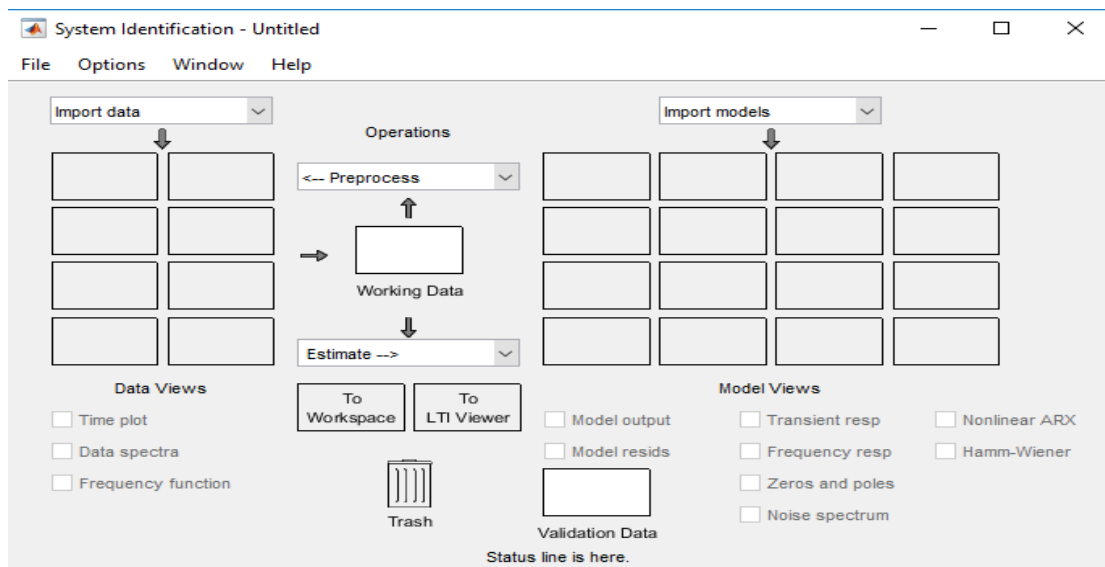 System Identification - Untitled
File Options Window Help
Import data
Import models
Operations
<-- Preprocess
Working Data
Estimate -->
Data Views
Model Views
To Workspace
To LTI Viewer
Time plot
Data spectra
Frequency function
Trash
Model output
Model resids
Transient resp
Frequency resp
Zeros and poles
Noise spectrum
Nonlinear ARX
Hamm-Wiener
Validation Data
Status line is here.